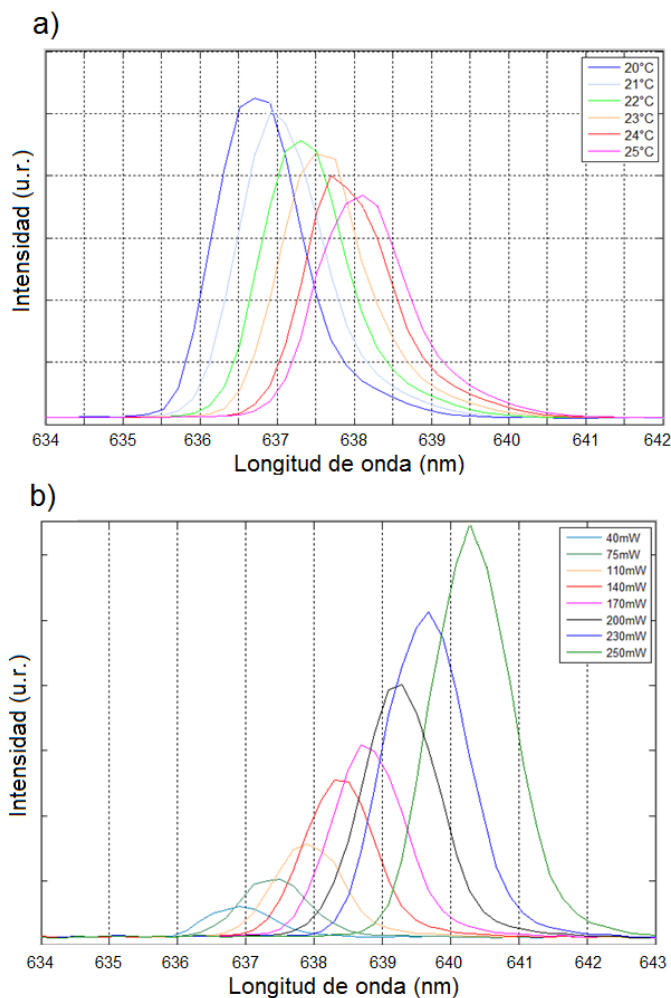 a)
Intensidad (u.r.)
20°C
21°C
22°C
23°C
24°C
25°C
634 635 636 637 638 639 640 641 642
Longitud de onda (nm)
b)
Intensidad (u.r.)
40mW
75mW
110mW
140mW
170mW
200mW
230mW
250mW
634 635 636 637 638 639 640 641 642 643
Longitud de onda (nm)